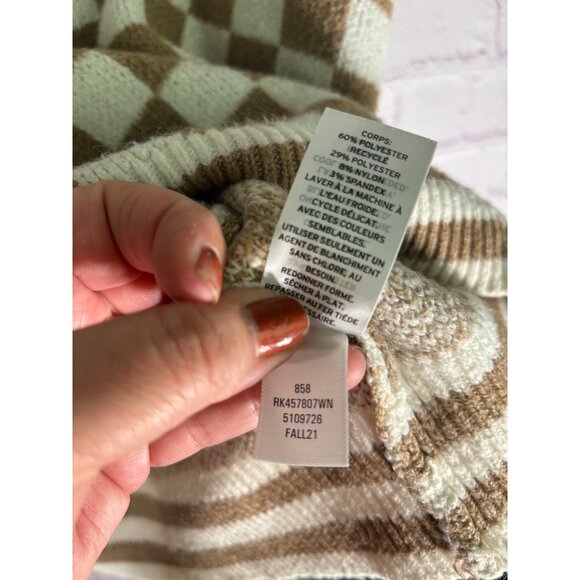 CORPS:
60% POLYESTER
RECYCLÉ
29% POLYESTER
8% NYLON
3% SPANDEX
LAVER À LA MACHINE À
L'EAU FROIDE,
CYCLE DÉLICAT,
AVEC DES COULEURS
SEMBLABLES.
UTILISER SEULEMENT UN
AGENT DE BLANCHIMENT
SANS CHLORE, AU
BESOIN.
REDONNER FORME.
SÉCHER À PLAT.
REPASSER AU FER TIÈDE
858
RK457807WN
5109726
FALL21